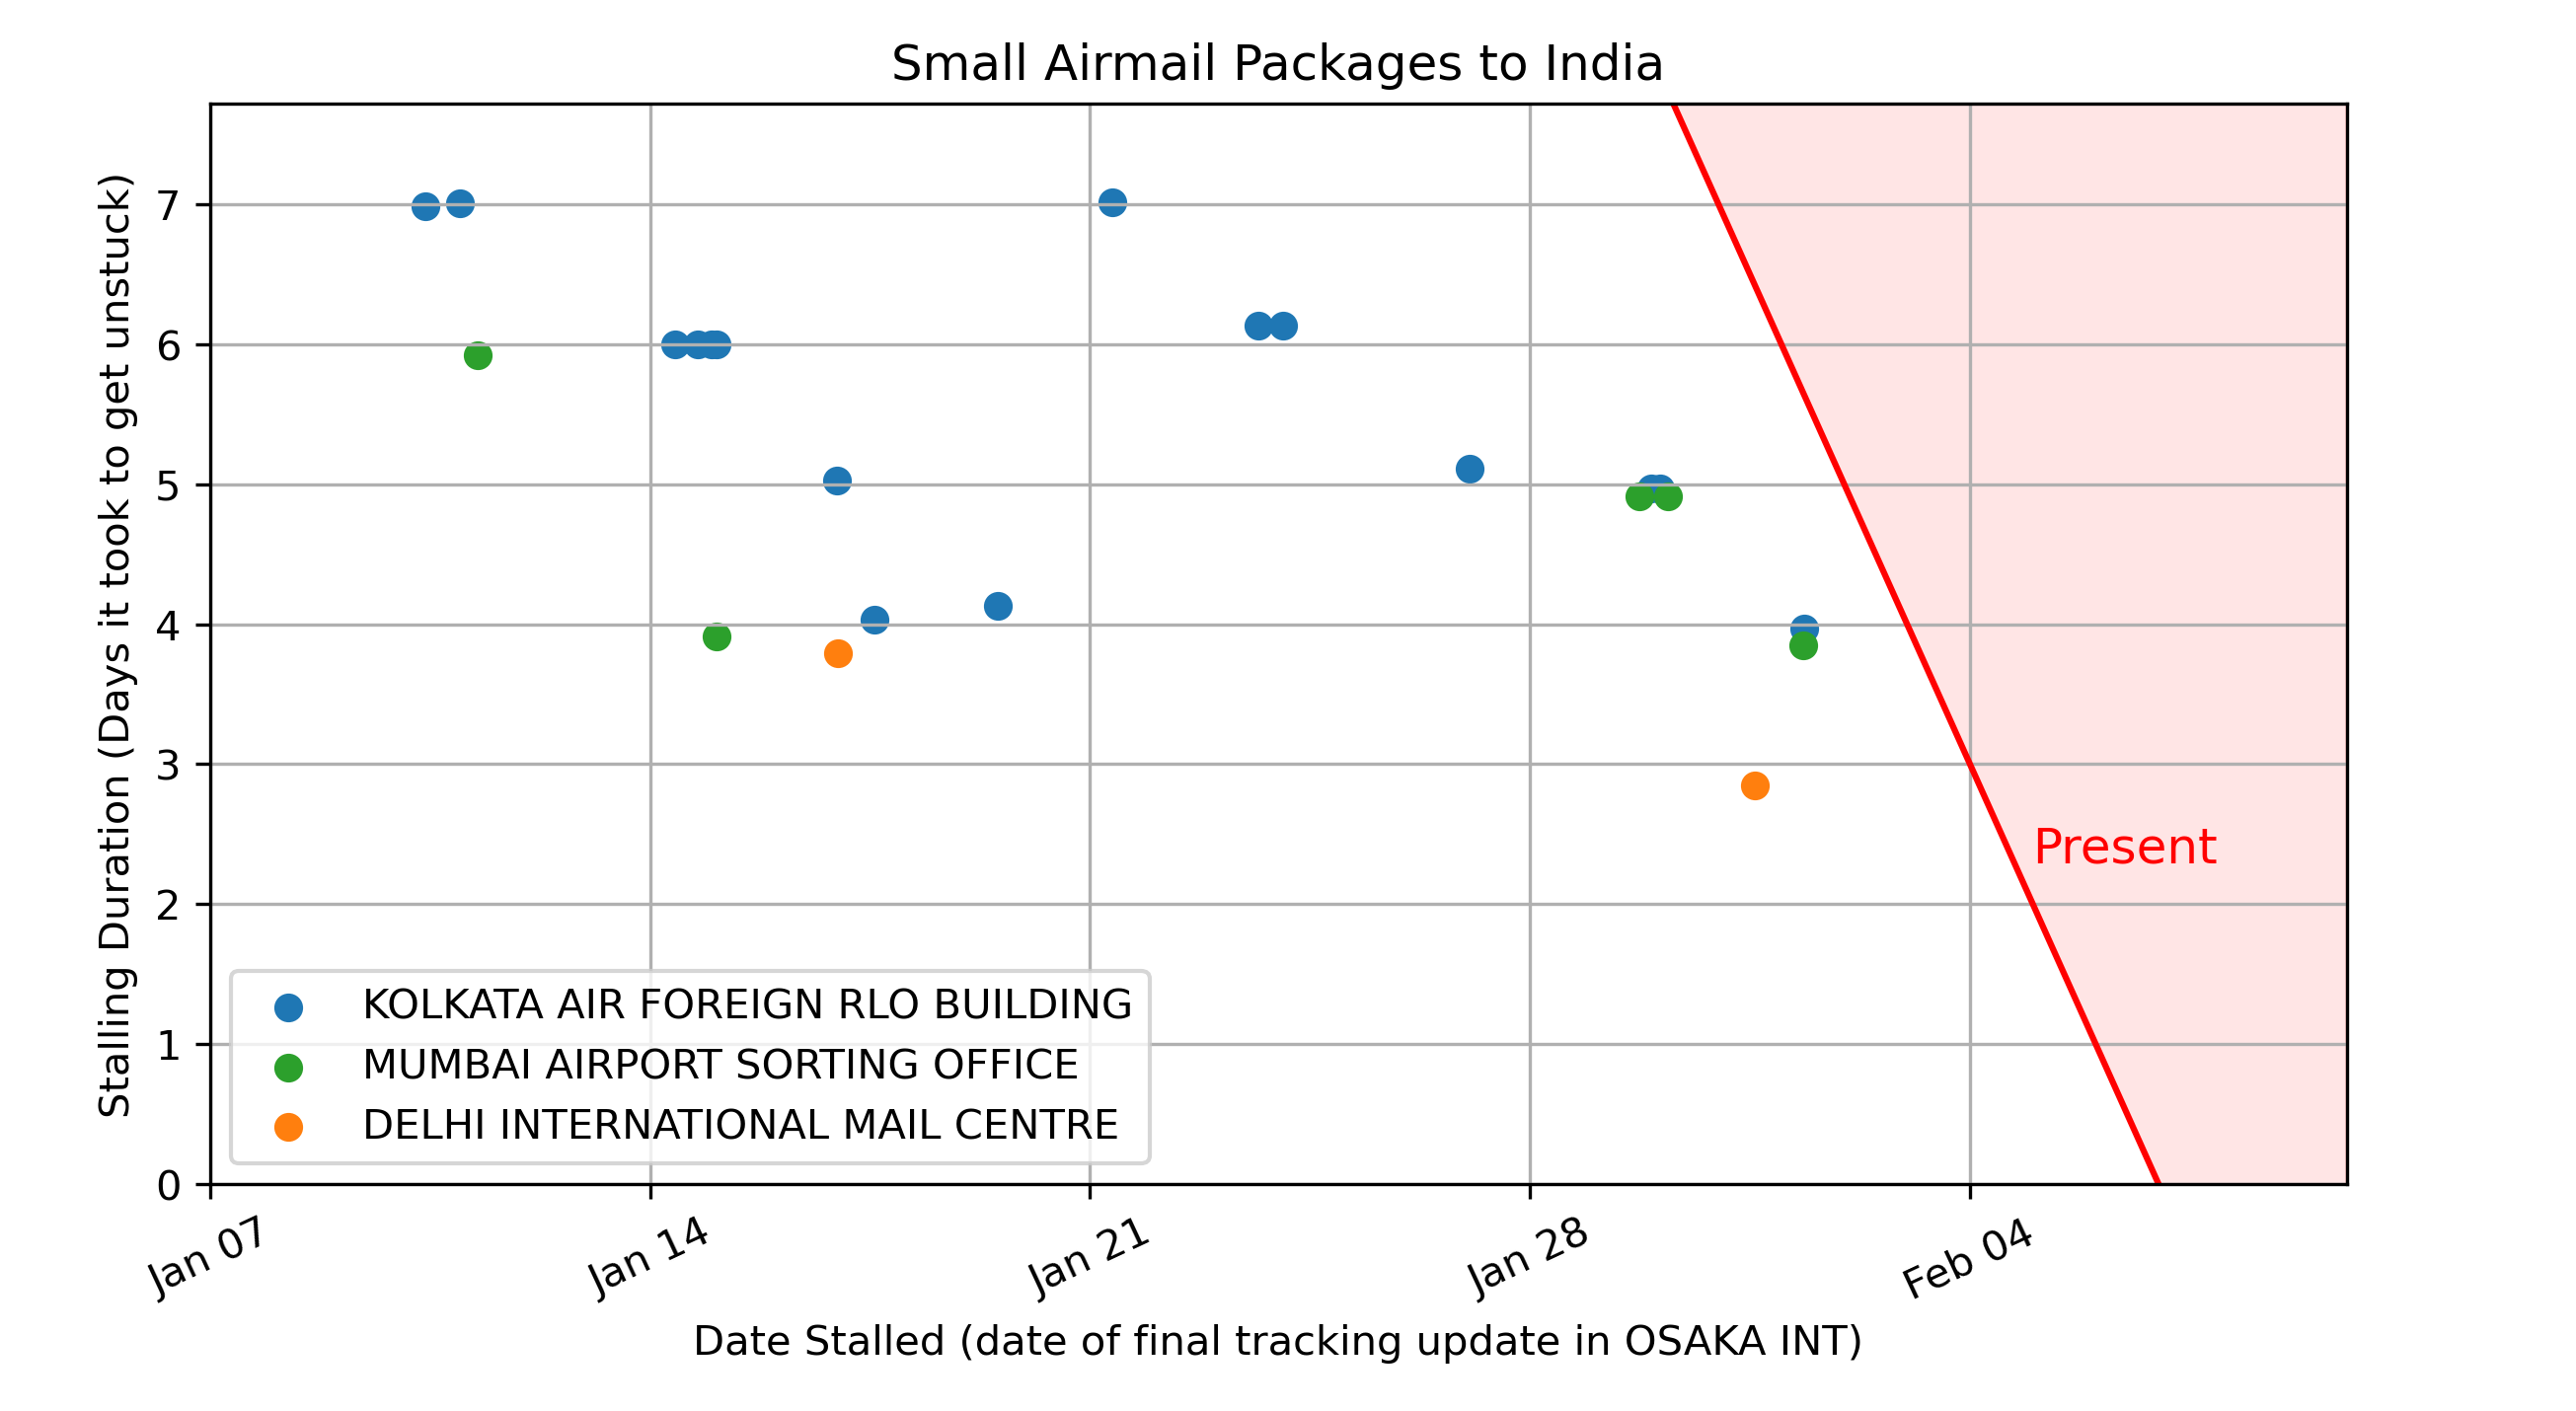 Small Airmail Packages to India
Stalling Duration (Days it took to get unstuck)
7
6
5
4
3
2
1
0
Present
KOLKATA AIR FOREIGN RLO BUILDING
MUMBAI AIRPORT SORTING OFFICE
DELHI INTERNATIONAL MAIL CENTRE
Jan 07
Jan 14
Jan 21
Jan 28
Feb 04
Date Stalled (date of final tracking update in OSAKA INT)